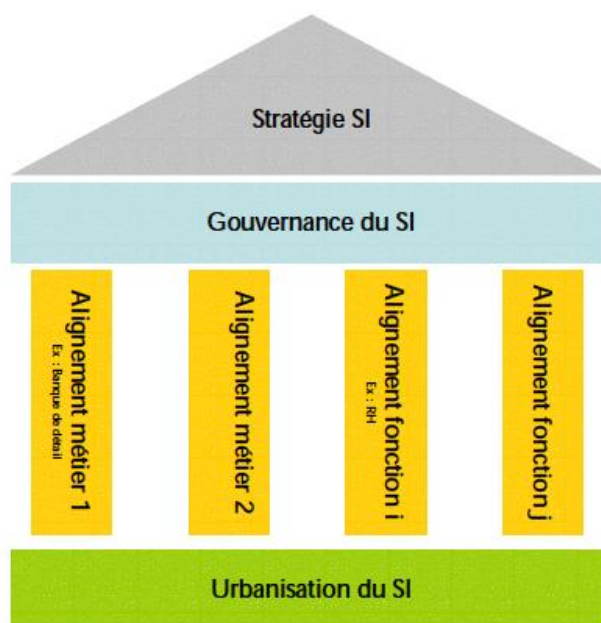 Stratégie SI
Gouvernance du SI
Alignement métier 1
Ex : Banque de détail
Alignement métier 2
Alignement fonction i
Ex : RH
Alignement fonction j
Urbanisation du SI